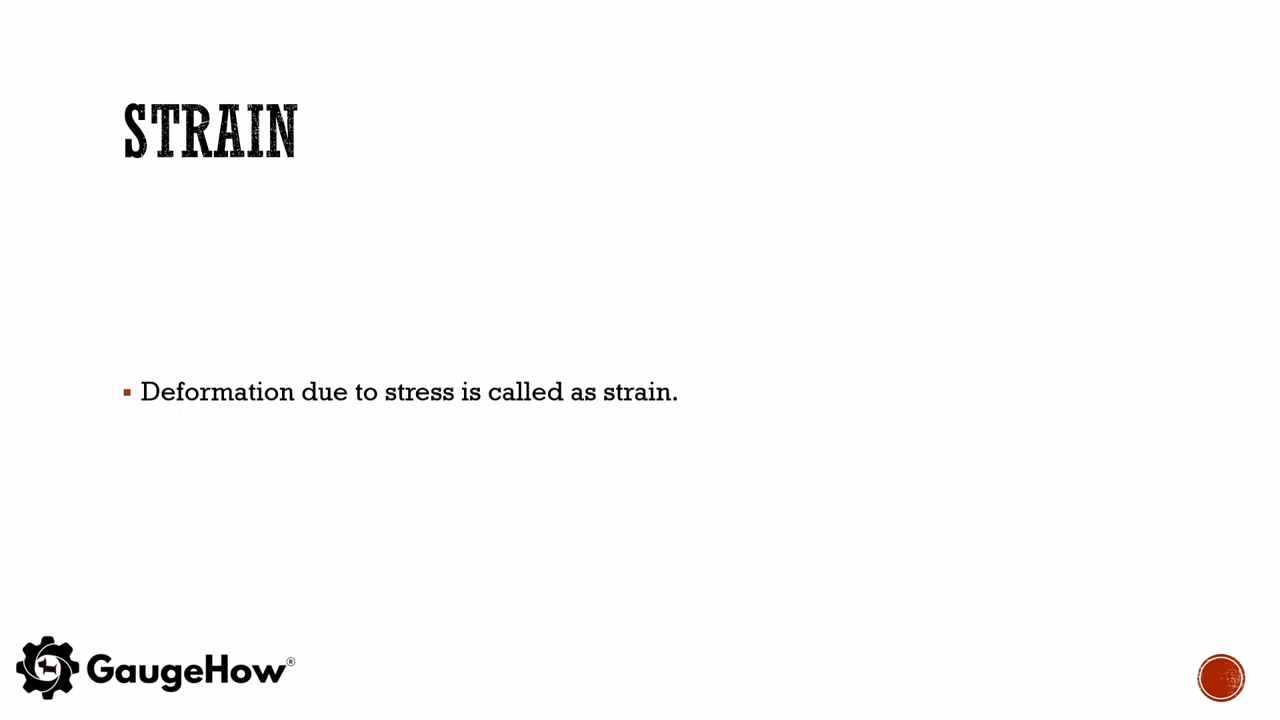 STRAIN
▪ Deformation due to stress is called as strain.
GaugeHow®